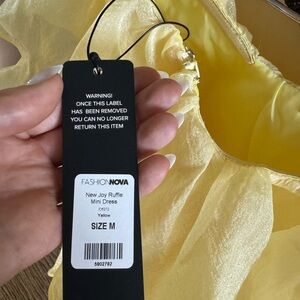 WARNING!
ONCE THIS LABEL
HAS BEEN REMOVED
YOU CAN NO LONGER
RETURN THIS ITEM
FASHIONNOVA
New Joy Ruffle
Mini Dress
Yellow
SIZE M
5902782